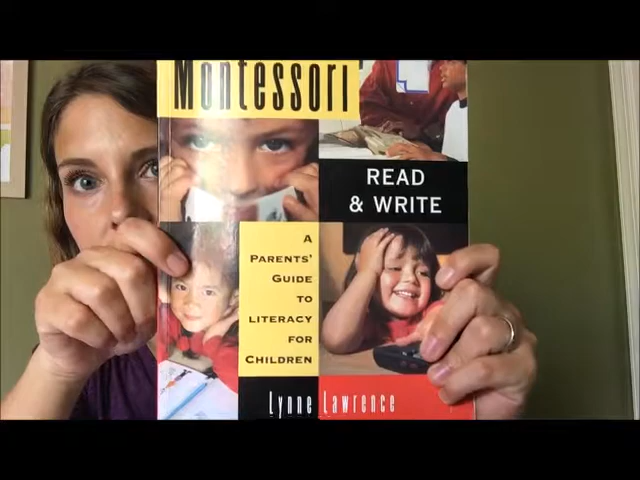 Montessori
READ
& WRITE
A
PARENTS'
GUIDE
TO
LITERACY
FOR
CHILDREN
Lynne Lawrence